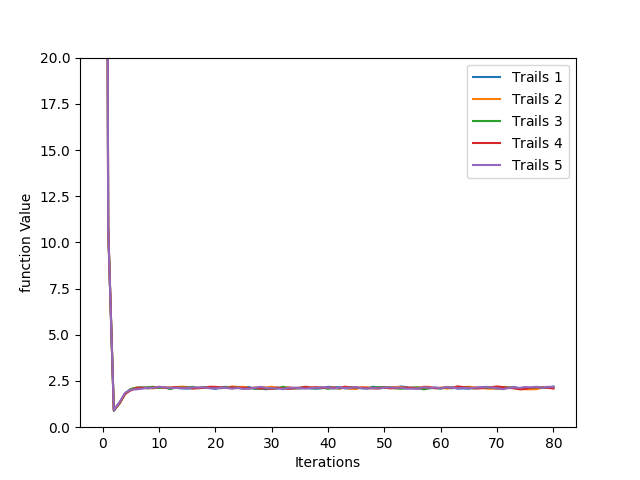 20.0
17.5
15.0
12.5
10.0
7.5
5.0
2.5
0.0
function Value
Trails 1
Trails 2
Trails 3
Trails 4
Trails 5
0 10 20 30 40 50 60 70 80
Iterations